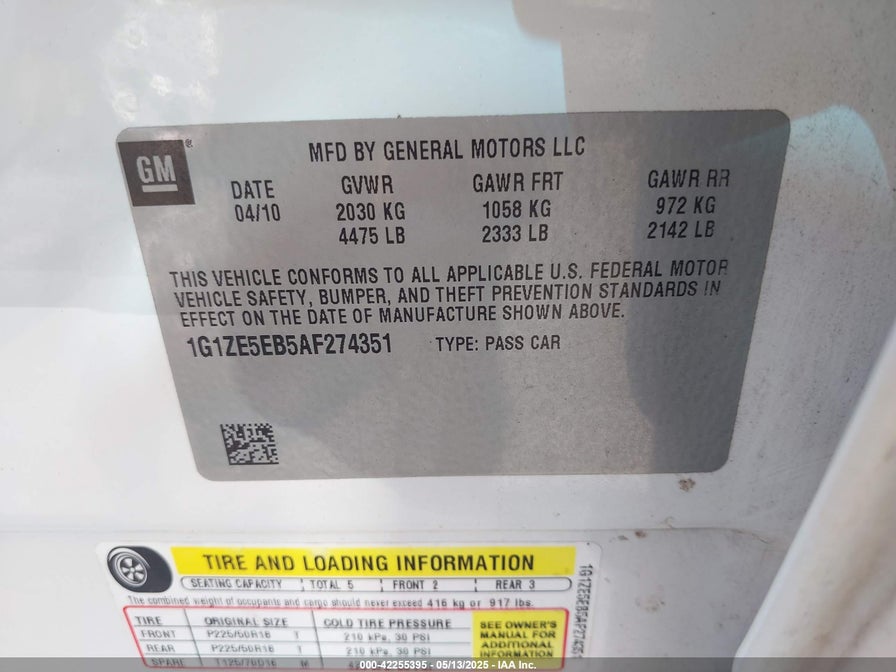 GM ®
MFD BY GENERAL MOTORS LLC
DATE GVWR GAWR FRT GAWR RR
04/10 2030 KG 1058 KG 972 KG
4475 LB 2333 LB 2142 LB
THIS VEHICLE CONFORMS TO ALL APPLICABLE U.S. FEDERAL MOTOR
VEHICLE SAFETY, BUMPER, AND THEFT PREVENTION STANDARDS IN
EFFECT ON THE DATE OF MANUFACTURE SHOWN ABOVE.
1G1ZE5EB5AF274351 TYPE: PASS CAR
TIRE AND LOADING INFORMATION
SEATING CAPACITY TOTAL 5 FRONT 2 REAR 3
The combined weight of occupants and cargo should never exceed 416 kg or 917 lbs.
TIRE ORIGINAL SIZE COLD TIRE PRESSURE
FRONT P225/50R18 T 210 kPa, 30 PSI
REAR P225/50R18 T 210 kPa, 30 PSI
SPARE T125/70D16 M
SEE OWNER'S
MANUAL FOR
ADDITIONAL
INFORMATION
1G1ZE5EB5AF274351
000-42255395 - 05/13/2025 - IAA Inc.